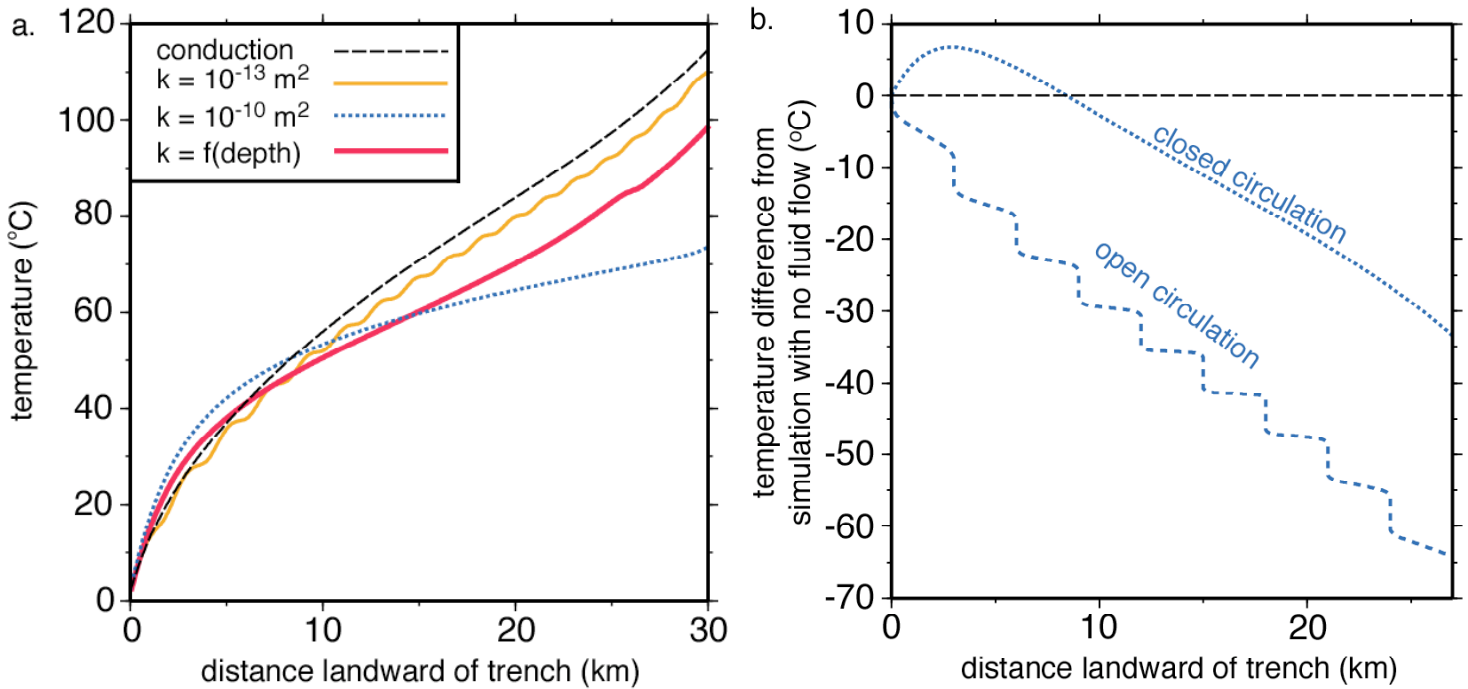 a.
120
100
80
60
40
20
0
temperature (°C)
conduction
k = 10⁻¹³ m²
k = 10⁻¹⁰ m²
k = f(depth)
0 10 20 30
distance landward of trench (km)
b.
10
0
-10
-20
-30
-40
-50
-60
-70
temperature difference from
simulation with no fluid flow (°C)
closed circulation
open circulation
0 10 20
distance landward of trench (km)